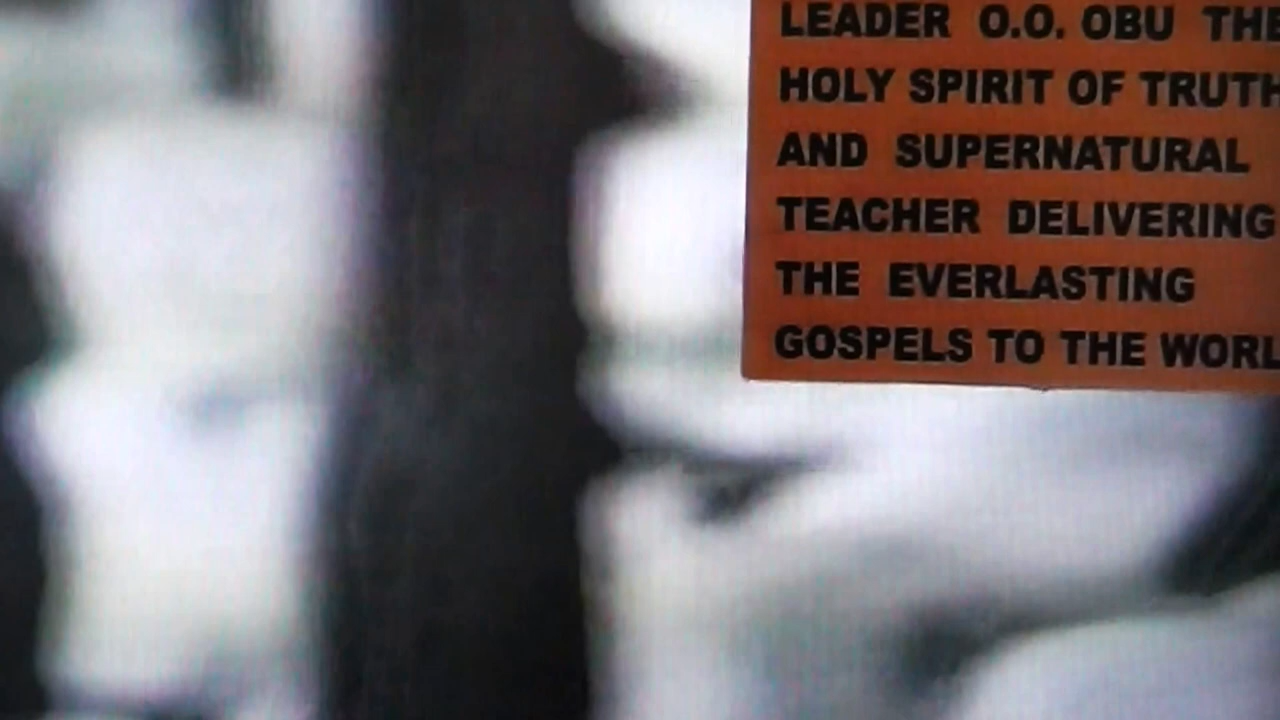 LEADER O.O. OBU THE
HOLY SPIRIT OF TRUTH
AND SUPERNATURAL
TEACHER DELIVERING
THE EVERLASTING
GOSPELS TO THE WORL